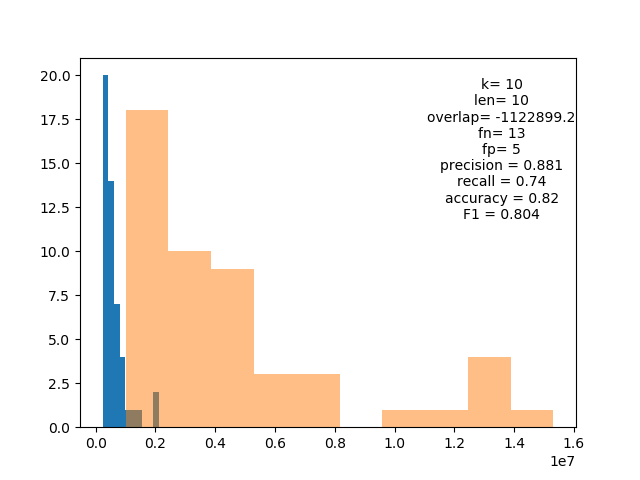 20.0
17.5
15.0
12.5
10.0
7.5
5.0
2.5
0.0
k= 10
len= 10
overlap= -1122899.2
fn= 13
fp= 5
precision = 0.881
recall = 0.74
accuracy = 0.82
F1 = 0.804
0.0 0.2 0.4 0.6 0.8 1.0 1.2 1.4 1.6
1e7